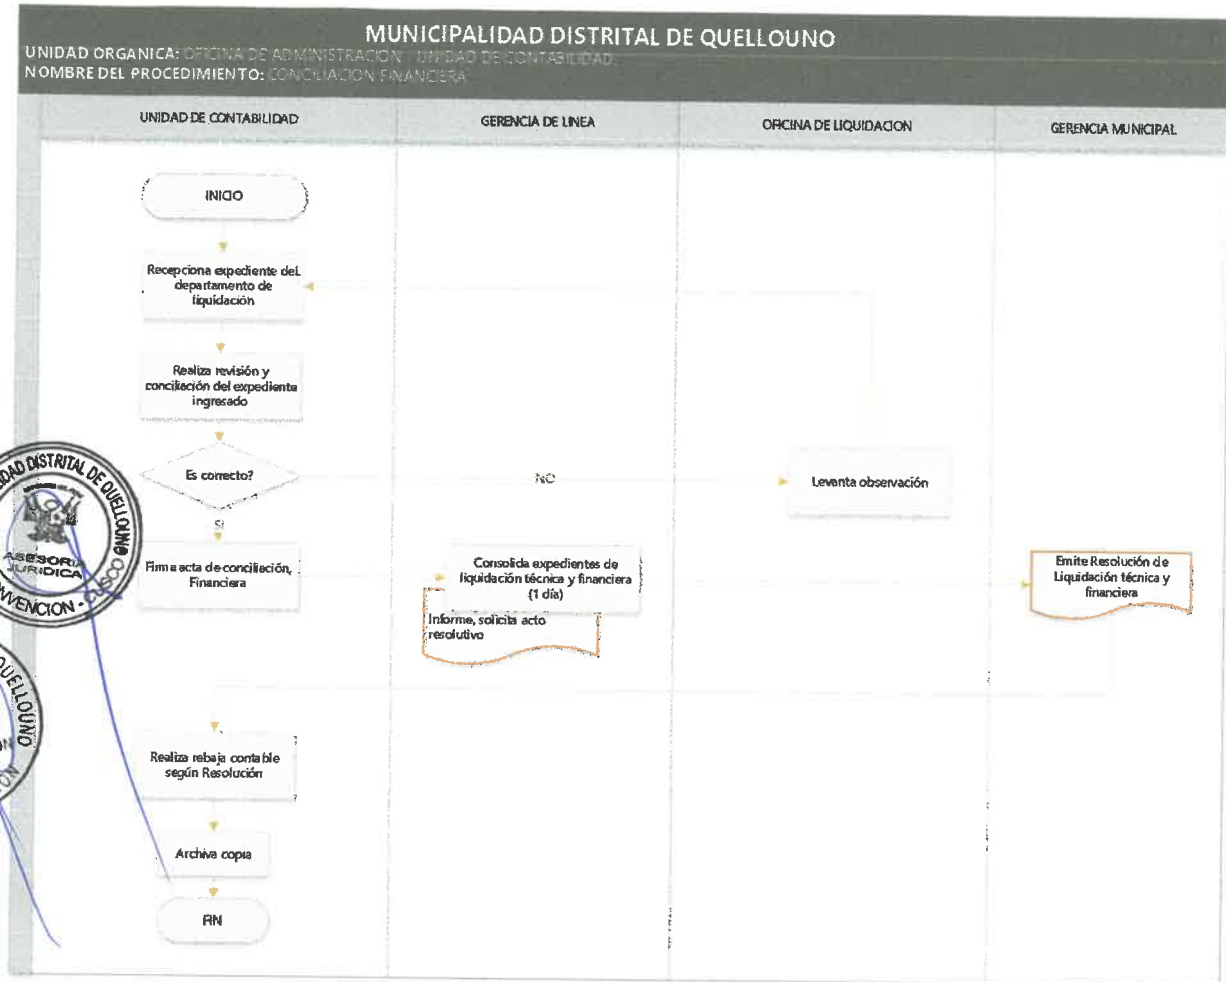 MUNICIPALIDAD DISTRITAL DE QUELLOUNO
UNIDAD ORGANICA: OFICINA DE ADMINISTRACION - UNIDAD DE CONTABILIDAD
NOMBRE DEL PROCEDIMIENTO: CONCILIACION FINANCIERA
UNIDAD DE CONTABILIDAD
GERENCIA DE LINEA
OFICINA DE LIQUIDACION
GERENCIA MUNICIPAL
INICIO
Recepciona expediente del
departamento de
liquidación
Realiza revisión y
conciliación del expediente
ingresado
Es correcto?
NO
Levanta observación
SI
Firma acta de conciliación,
Financiera
Consolida expedientes de
liquidación técnica y financiera
(1 día)
Informe, solicita acto
resolutivo
Emite Resolución de
Liquidación técnica y
financiera
Realiza rebaja contable
según Resolución
Archiva copia
FIN
DISTRITAL DE QUELLOUNO
ASESORIA
JURIDICA
CUSCO
QUELLOUNO